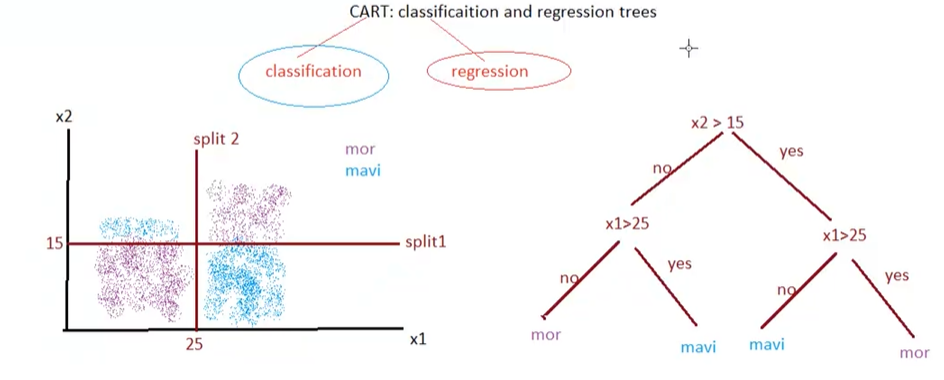 CART: classificaition and regression trees
classification
regression
x2
split 2
mor
mavi
15
split1
25
x1
x2 > 15
no
yes
x1>25
x1>25
no
yes
no
yes
mor
mavi
mavi
mor